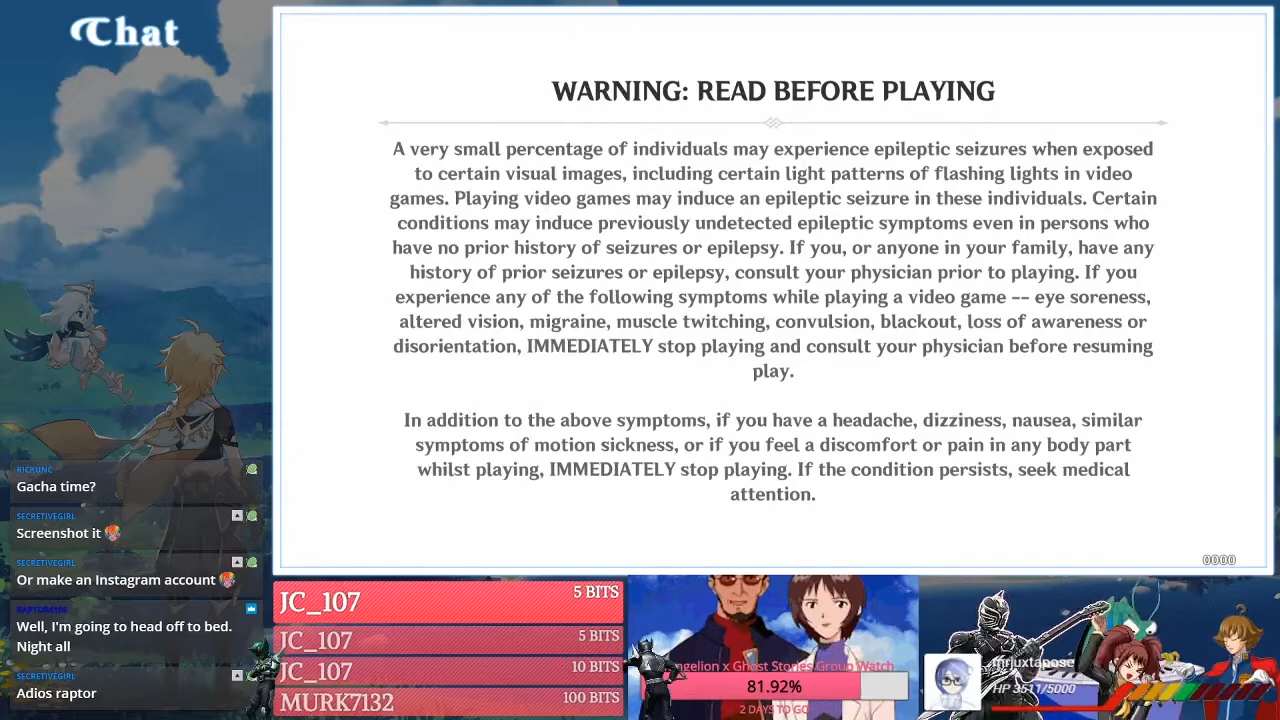 Chat
WARNING: READ BEFORE PLAYING
A very small percentage of individuals may experience epileptic seizures when exposed
to certain visual images, including certain light patterns of flashing lights in video
games. Playing video games may induce an epileptic seizure in these individuals. Certain
conditions may induce previously undetected epileptic symptoms even in persons who
have no prior history of seizures or epilepsy. If you, or anyone in your family, have any
history of prior seizures or epilepsy, consult your physician prior to playing. If you
experience any of the following symptoms while playing a video game -- eye soreness,
altered vision, migraine, muscle twitching, convulsion, blackout, loss of awareness or
disorientation, IMMEDIATELY stop playing and consult your physician before resuming
play.
In addition to the above symptoms, if you have a headache, dizziness, nausea, similar
symptoms of motion sickness, or if you feel a discomfort or pain in any body part
whilst playing, IMMEDIATELY stop playing. If the condition persists, seek medical
attention.
0000
RICKUNC
Gacha time?
SECRETIVEGIRL
Screenshot it
SECRETIVEGIRL
Or make an Instagram account
Well, I'm going to head off to bed.
Night all
SECRETIVEGIRL
Adios raptor
JC_107 5 BITS
JC_107 5 BITS
JC_107 10 BITS
MURK7132 100 BITS
ngelion x Ghost Stories Group Watch
81.92%
2 DAYS TO GO
mrjuxtapose
HP 3511/5000